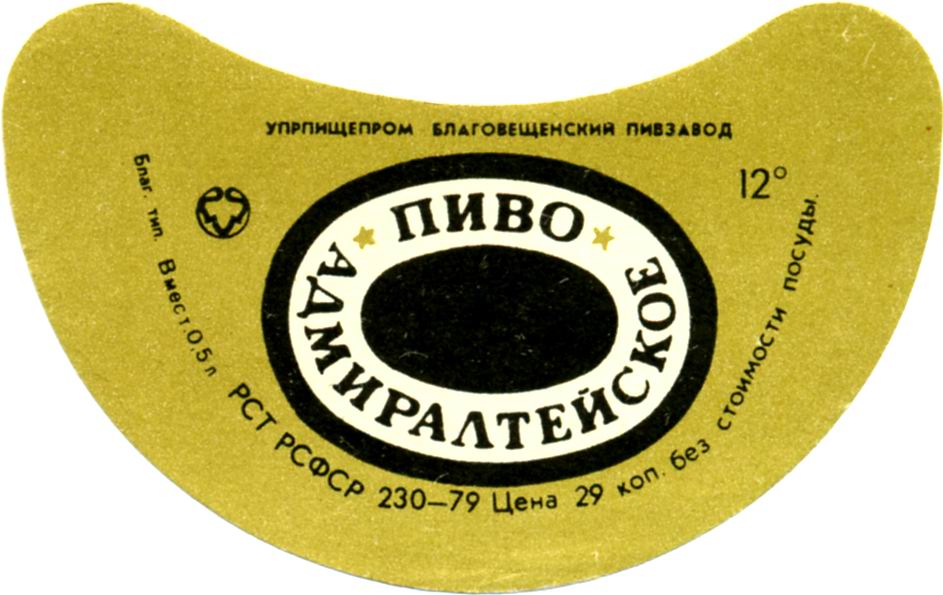 УПРПИЩЕПРОМ БЛАГОВЕЩЕНСКИЙ ПИВЗАВОД
12°
ПИВО
АДМИРАЛТЕЙСКОЕ
Благ. тип. Вмест.0,5л РСТ РСФСР 230—79 Цена 29 коп. без стоимости посуды.